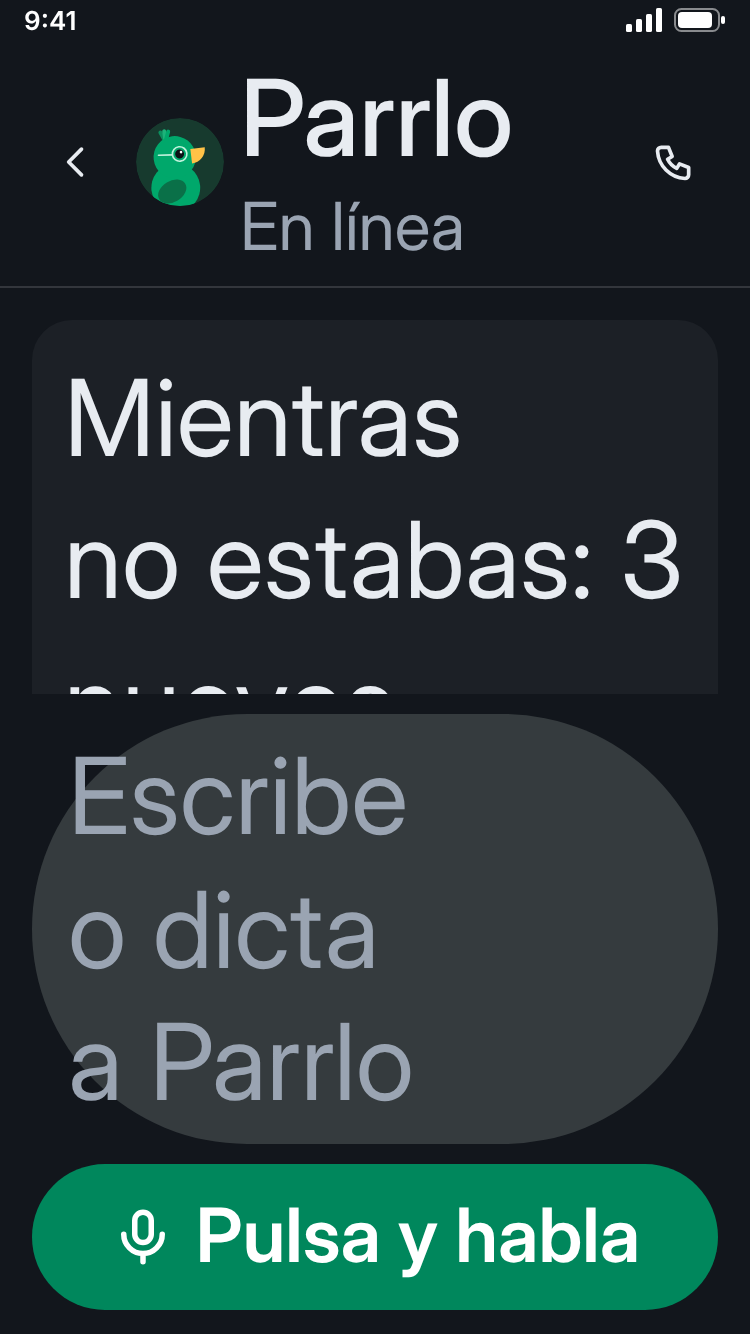 9:41
Parrlo
En línea
Mientras
no estabas: 3
Escribe
o dicta
a Parrlo
Pulsa y habla